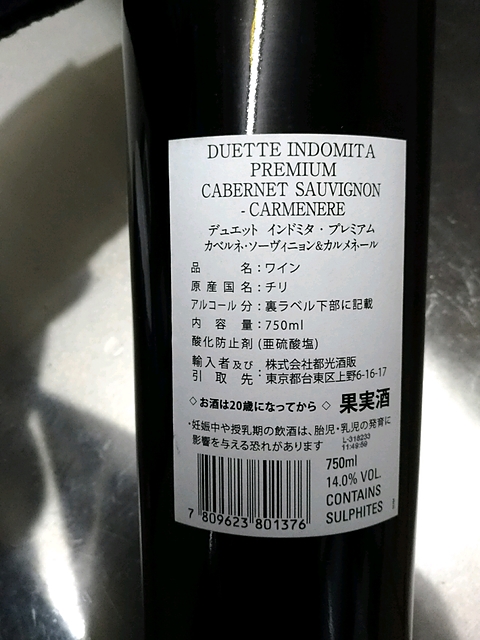 DUETTE INDOMITA
PREMIUM
CABERNET SAUVIGNON
- CARMENERE
デュエット インドミタ・プレミアム
カベルネ・ソーヴィニョン&カルメネール
品 名：ワイン
原産国名：チリ
アルコール分：裏ラベル下部に記載
内 容 量：750ml
酸化防止剤(亜硫酸塩)
輸入者及び：株式会社都光酒販
引 取 先 東京都台東区上野6-16-17
◇お酒は20歳になってから◇ 果実酒
・妊娠中や授乳期の飲酒は、胎児・乳児の発育に
影響を与える恐れがあります
L-318233
11:49:59
750ml
14.0% VOL.
CONTAINS
SULPHITES
7 809623 801376